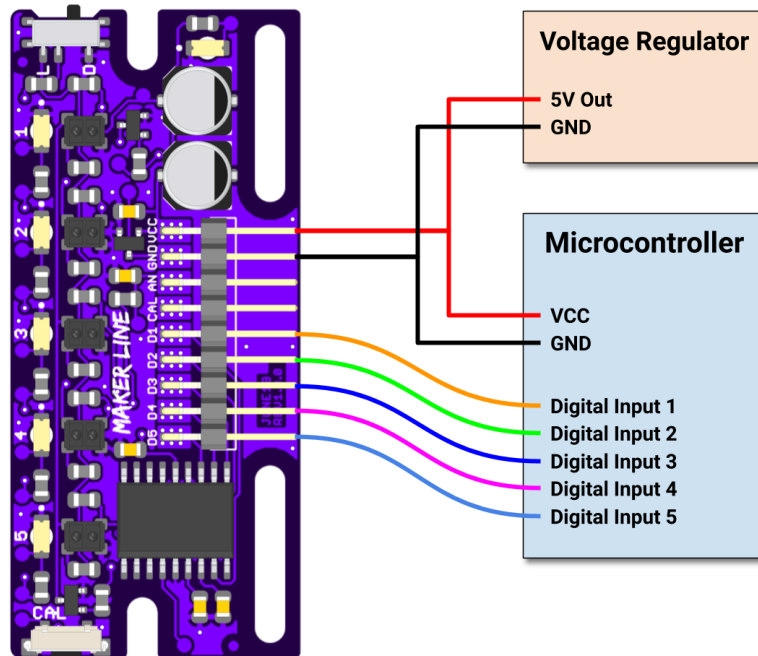 L O
1
2
3
4
5
CAL
MAKER LINE
VCC
GND
AN
CAL
D1
D2
D3
D4
D5
Voltage Regulator
5V Out
GND
Microcontroller
VCC
GND
Digital Input 1
Digital Input 2
Digital Input 3
Digital Input 4
Digital Input 5